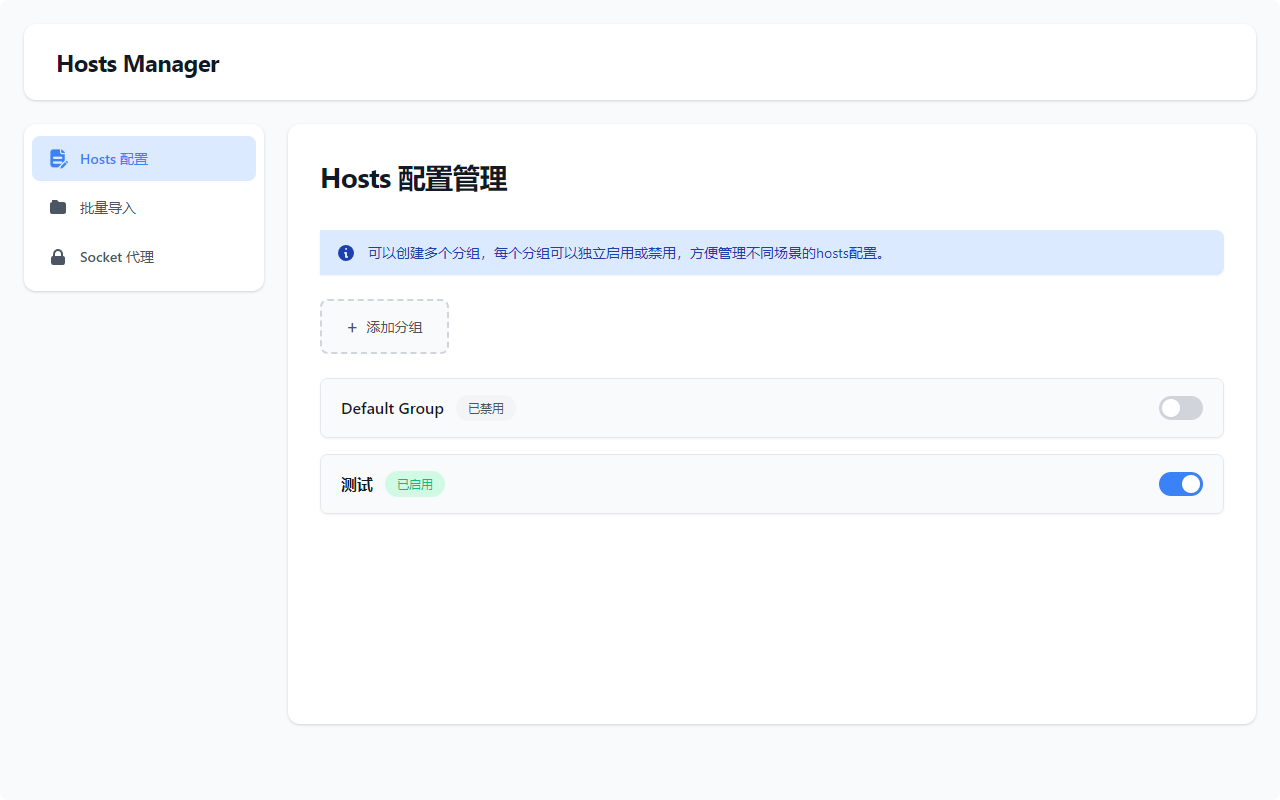 Hosts Manager
Hosts 配置
批量导入
Socket 代理
Hosts 配置管理
可以创建多个分组，每个分组可以独立启用或禁用，方便管理不同场景的hosts配置。
+ 添加分组
Default Group 已禁用
测试 已启用